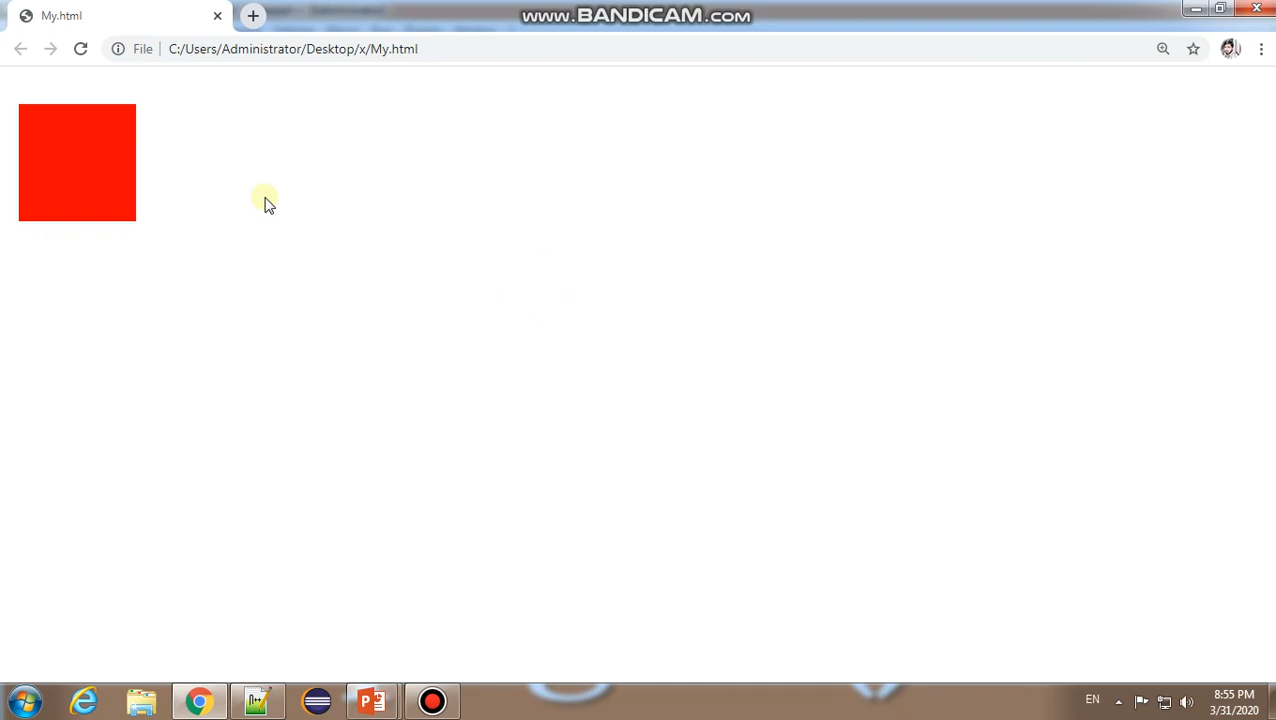 My.html
www.BANDICAM.com
File
C:/Users/Administrator/Desktop/x/My.html
EN
8:55 PM
3/31/2020